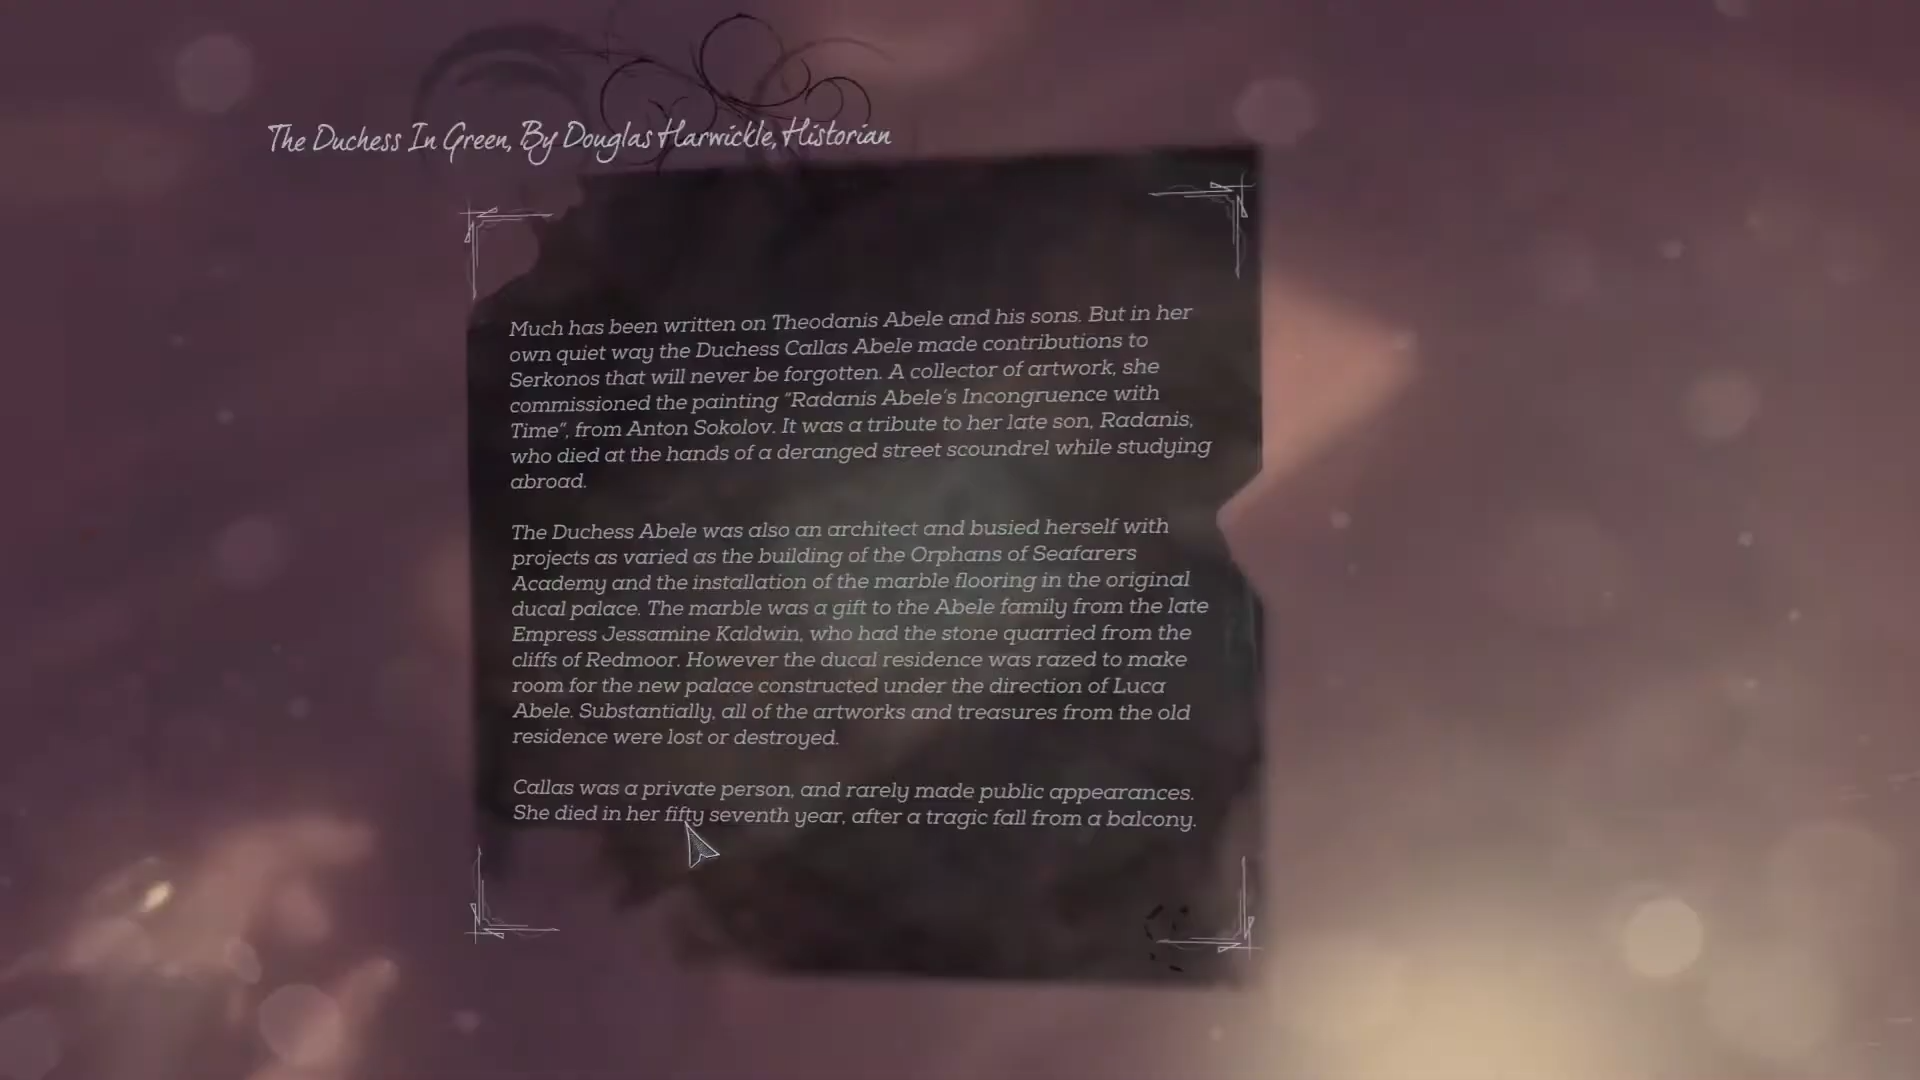 The Duchess In Green, By Douglas Harwickle, Historian
Much has been written on Theodanis Abele and his sons. But in her
own quiet way the Duchess Callas Abele made contributions to
Serkonos that will never be forgotten. A collector of artwork, she
commissioned the painting "Radanis Abele's Incongruence with
Time", from Anton Sokolov. It was a tribute to her late son, Radanis,
who died at the hands of a deranged street scoundrel while studying
abroad.
The Duchess Abele was also an architect and busied herself with
projects as varied as the building of the Orphans of Seafarers
Academy and the installation of the marble flooring in the original
ducal palace. The marble was a gift to the Abele family from the late
Empress Jessamine Kaldwin, who had the stone quarried from the
cliffs of Redmoor. However the ducal residence was razed to make
room for the new palace constructed under the direction of Luca
Abele. Substantially, all of the artworks and treasures from the old
residence were lost or destroyed.
Callas was a private person, and rarely made public appearances.
She died in her fifty seventh year, after a tragic fall from a balcony.